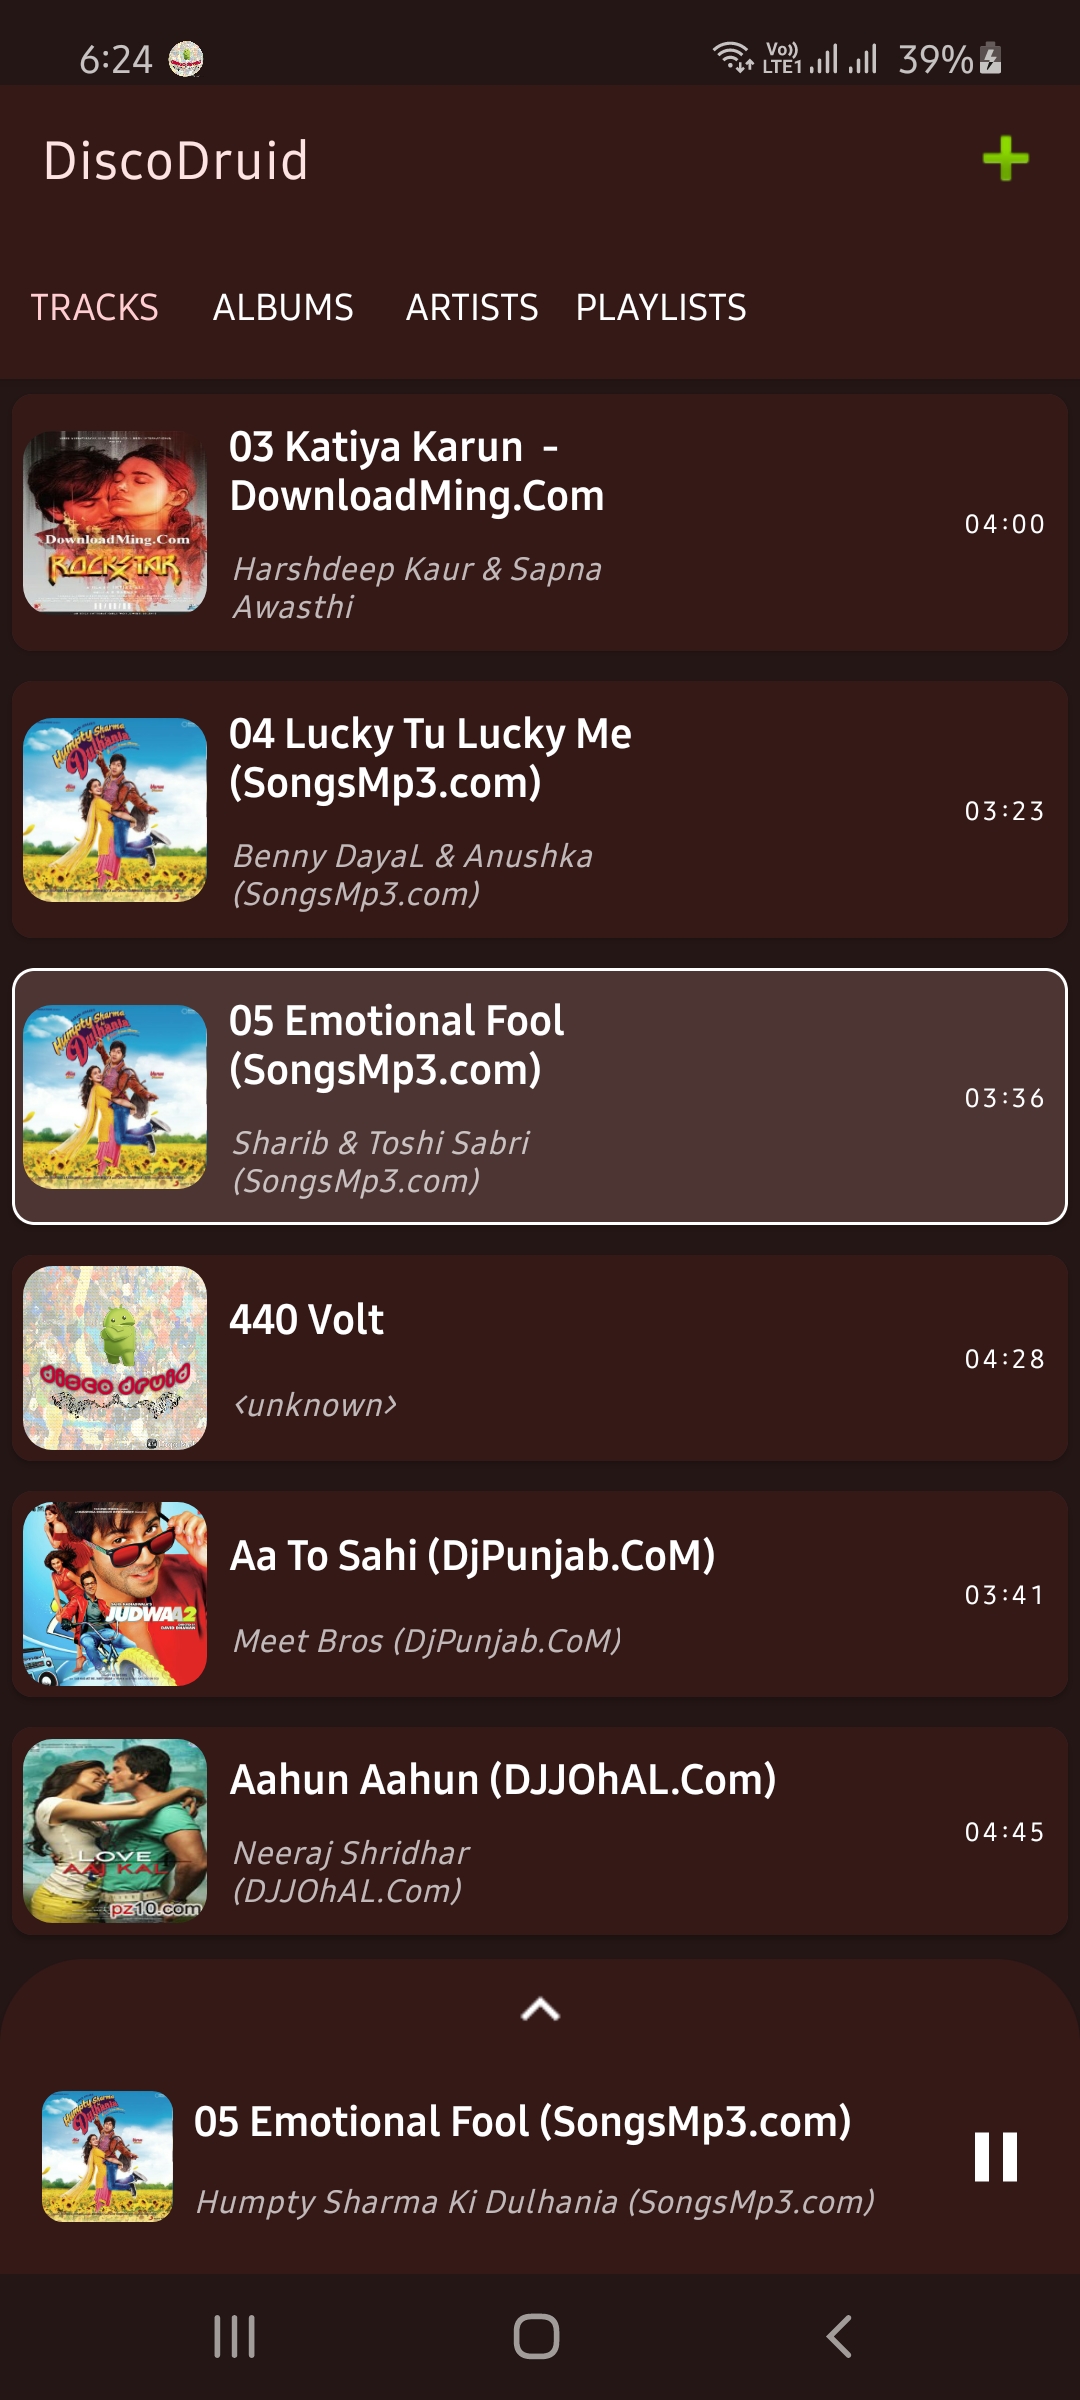 6:24
Vo)) LTE1 39%
DiscoDruid
TRACKS ALBUMS ARTISTS PLAYLISTS
03 Katiya Karun -
DownloadMing.Com
Harshdeep Kaur & Sapna
Awasthi
04:00
DownloadMing.Com
ROCKSTAR
04 Lucky Tu Lucky Me
(SongsMp3.com)
Benny DayaL & Anushka
(SongsMp3.com)
03:23
Humpty Sharma
Dulhania
05 Emotional Fool
(SongsMp3.com)
Sharib & Toshi Sabri
(SongsMp3.com)
03:36
Humpty Sharma
Dulhania
440 Volt
<unknown>
04:28
disco druid
Aa To Sahi (DjPunjab.CoM)
Meet Bros (DjPunjab.CoM)
03:41
JUDWAA 2
Aahun Aahun (DJJOhAL.Com)
Neeraj Shridhar
(DJJOhAL.Com)
04:45
LOVE
AAJ KAL
pz10.com
05 Emotional Fool (SongsMp3.com)
Humpty Sharma Ki Dulhania (SongsMp3.com)
Humpty Sharma
Dulhania